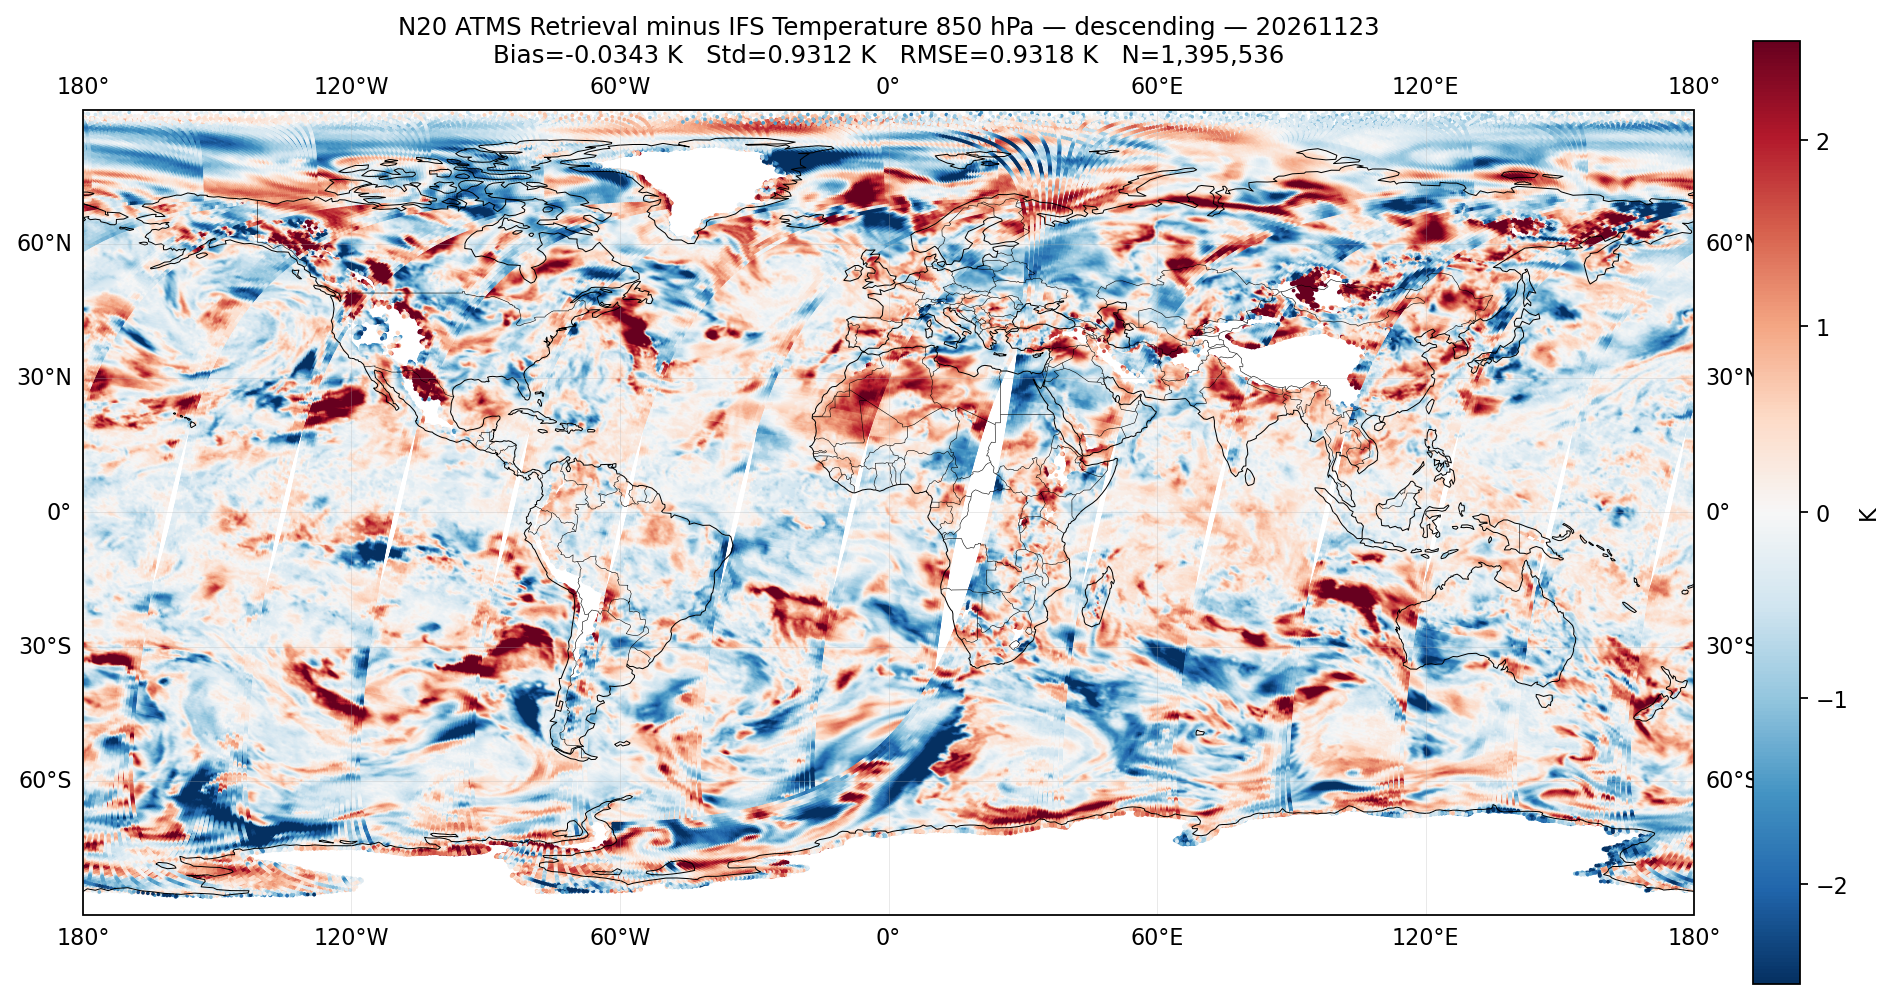 N20 ATMS Retrieval minus IFS Temperature 850 hPa — descending — 20261123
Bias=-0.0343 K   Std=0.9312 K   RMSE=0.9318 K   N=1,395,536
180° 120°W 60°W 0° 60°E 120°E 180°
60°N 60°N
30°N 30°N
0° 0°
30°S 30°S
60°S 60°S
180° 120°W 60°W 0° 60°E 120°E 180°
2
1
0
−1
−2
K